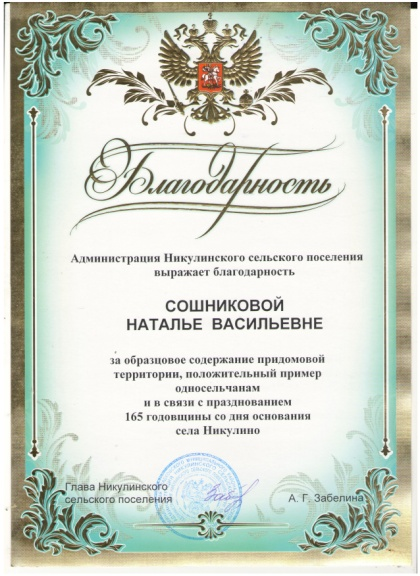 Благодарность
Администрация Никулинского сельского поселения
выражает благодарность
СОШНИКОВОЙ
НАТАЛЬЕ ВАСИЛЬЕВНЕ
за образцовое содержание придомовой
территории, положительный пример
односельчанам
и в связи с празднованием
165 годовщины со дня основания
села Никулино
Глава Никулинского
сельского поселения
А. Г. Забелина